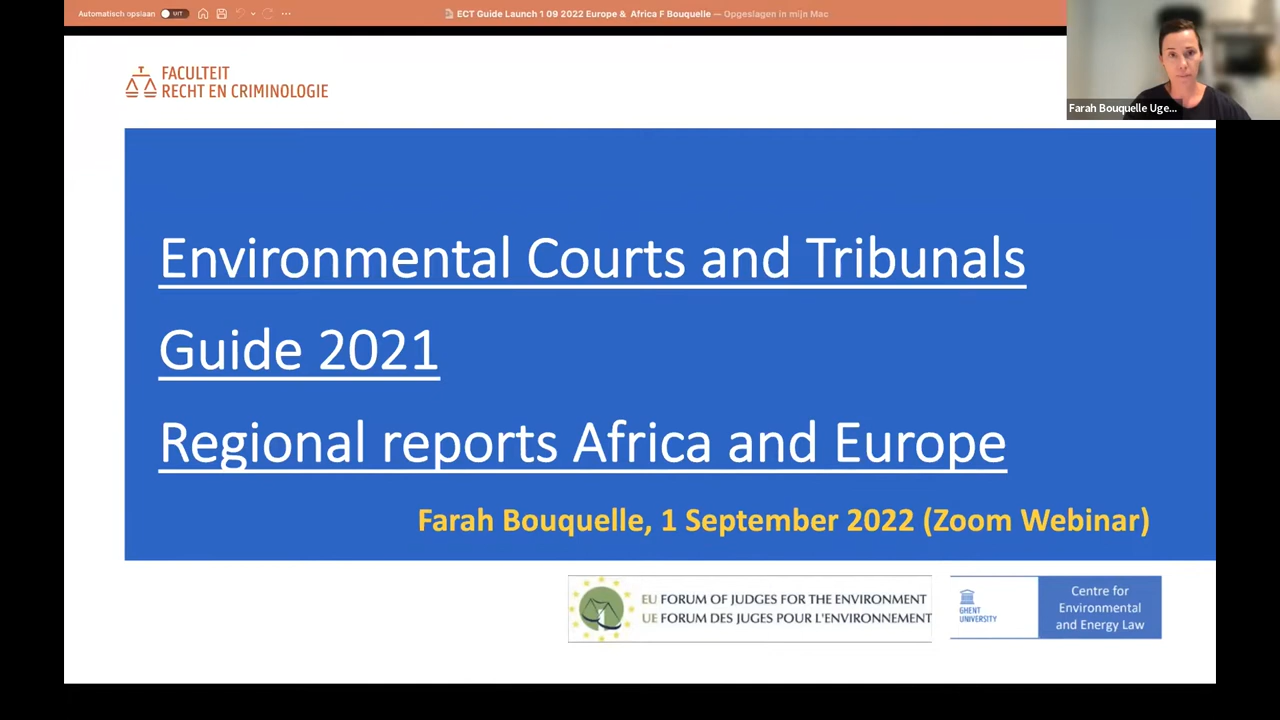 Automatisch opslaan UIT
ECT Guide Launch 1 09 2022 Europe & Africa F Bouquelle — Opgeslagen in mijn Mac
Farah Bouquelle Uge...
FACULTEIT
RECHT EN CRIMINOLOGIE
Environmental Courts and Tribunals
Guide 2021
Regional reports Africa and Europe
Farah Bouquelle, 1 September 2022 (Zoom Webinar)
EU FORUM OF JUDGES FOR THE ENVIRONMENT
UE FORUM DES JUGES POUR L'ENVIRONNEMENT
GHENT
UNIVERSITY
Centre for
Environmental
and Energy Law